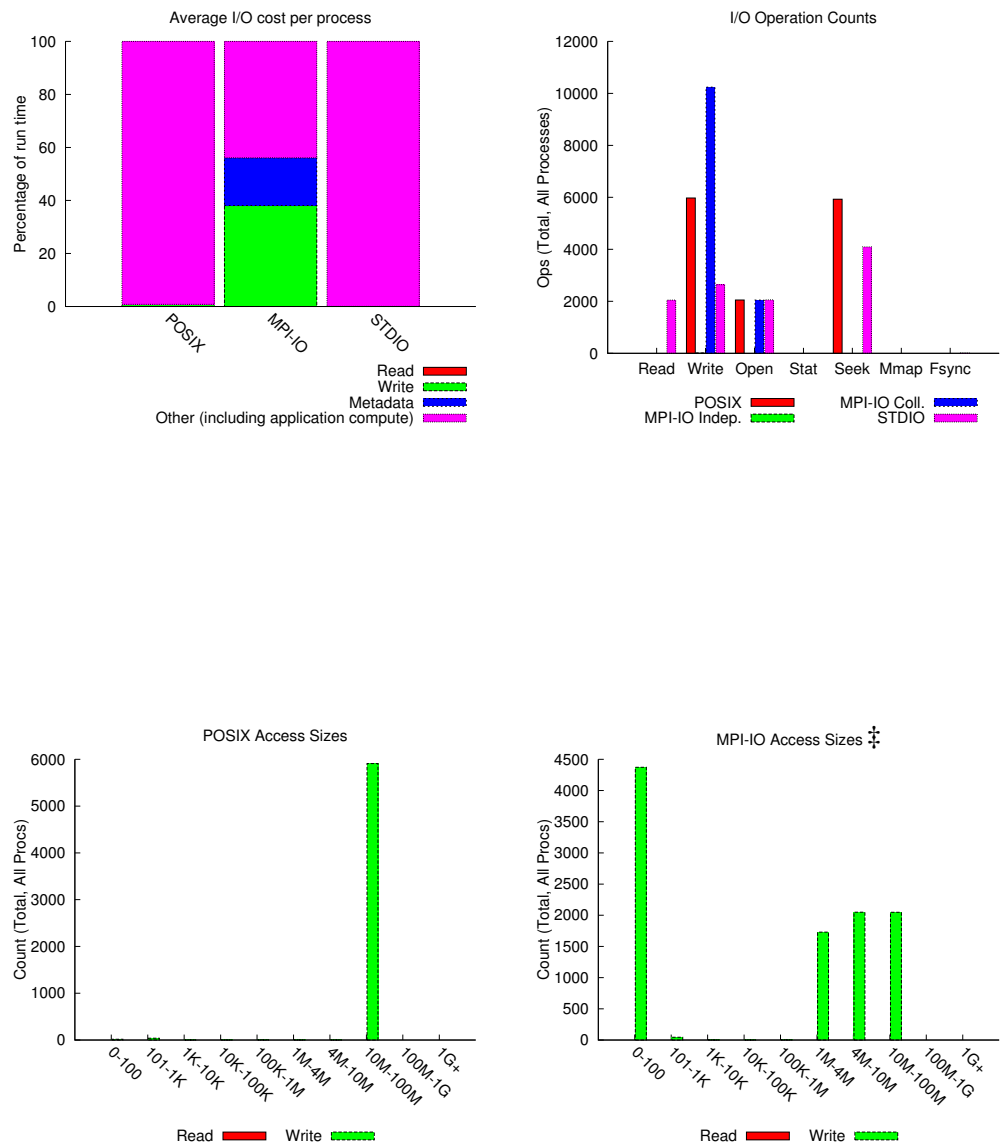 Average I/O cost per process
100
80
60
40
20
0
Percentage of run time
POSIX
MPI-IO
STDIO
Read
Write
Metadata
Other (including application compute)
I/O Operation Counts
12000
10000
8000
6000
4000
2000
0
Ops (Total, All Processes)
Read Write Open Stat Seek Mmap Fsync
POSIX MPI-IO Coll.
MPI-IO Indep. STDIO
POSIX Access Sizes
6000
5000
4000
3000
2000
1000
0
Count (Total, All Procs)
0-100
101-1K
1K-10K
10K-100K
100K-1M
1M-4M
4M-10M
10M-100M
100M-1G
1G+
Read Write
MPI-IO Access Sizes ‡
4500
4000
3500
3000
2500
2000
1500
1000
500
0
Count (Total, All Procs)
0-100
101-1K
1K-10K
10K-100K
100K-1M
1M-4M
4M-10M
10M-100M
100M-1G
1G+
Read Write